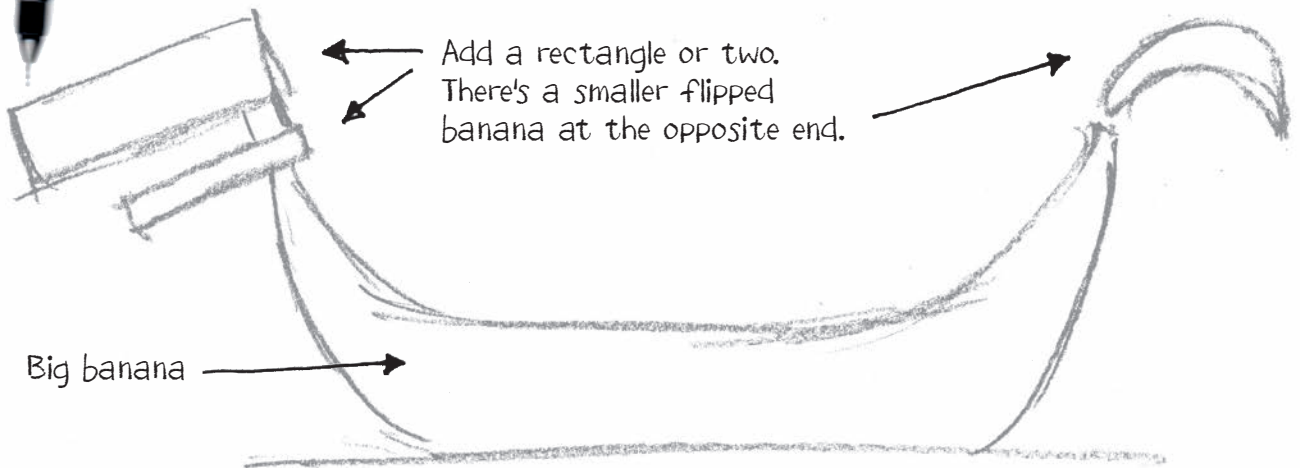 Add a rectangle or two.
There's a smaller flipped
banana at the opposite end.
Big banana